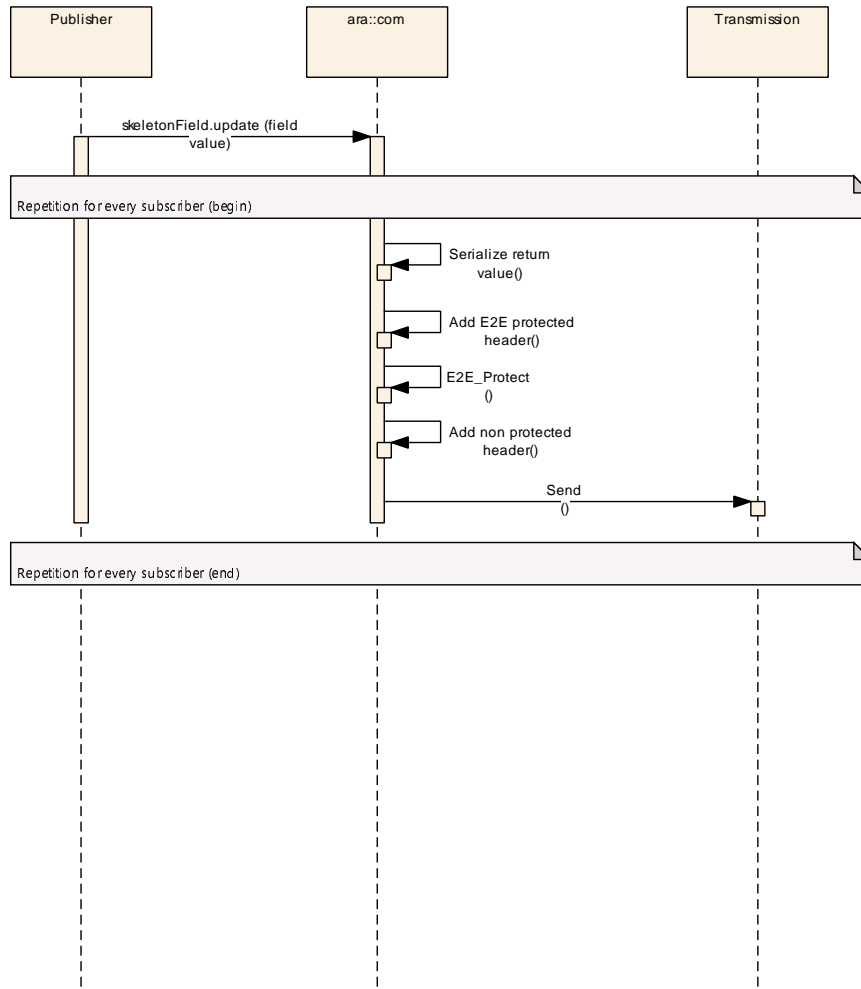 Publisher
ara::com
Transmission
skeletonField.update (field
value)
Repetition for every subscriber (begin)
Serialize return
value()
Add E2E protected
header()
E2E_Protect
()
Add non protected
header()
Send
()
Repetition for every subscriber (end)